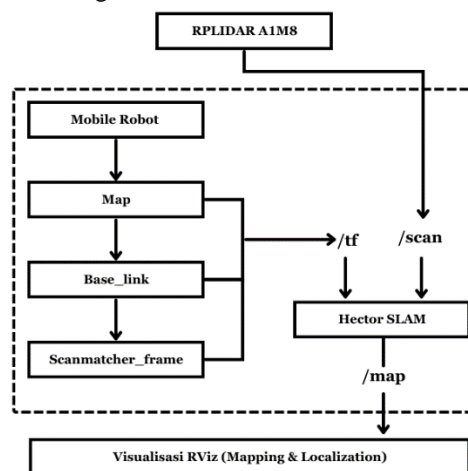 RPLIDAR A1M8
Mobile Robot
Map
/tf
/scan
Base_link
Hector SLAM
Scanmatcher_frame
/map
Visualisasi RViz (Mapping & Localization)